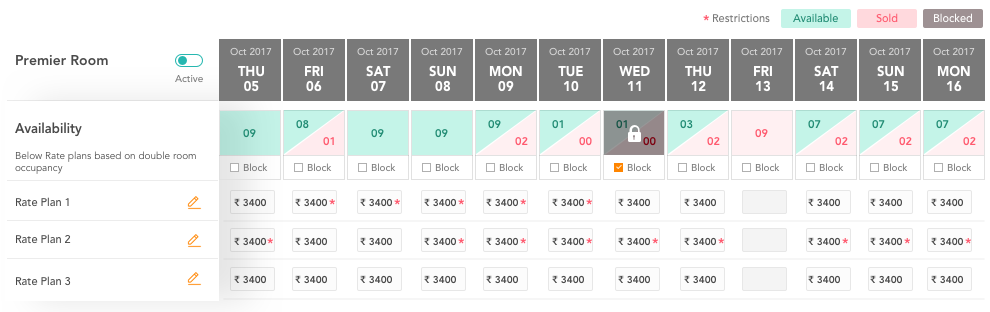 * Restrictions Available Sold Blocked
Premier Room
Active
Oct 2017 Oct 2017 Oct 2017 Oct 2017 Oct 2017 Oct 2017 Oct 2017 Oct 2017 Oct 2017 Oct 2017 Oct 2017 Oct 2017
THU FRI SAT SUN MON TUE WED THU FRI SAT SUN MON
05 06 07 08 09 10 11 12 13 14 15 16
Availability
09 08 01 09 09 09 02 01 00 01 00 03 02 09 07 02 07 02 07 02
Below Rate plans based on double room
occupancy
Block Block Block Block Block Block Block Block Block Block Block Block
Rate Plan 1 ₹ 3400 ₹ 3400 * ₹ 3400 * ₹ 3400 * ₹ 3400 * ₹ 3400 * ₹ 3400 ₹ 3400 ₹ 3400 ₹ 3400 ₹ 3400
Rate Plan 2 ₹ 3400 * ₹ 3400 ₹ 3400 ₹ 3400 * ₹ 3400 * ₹ 3400 * ₹ 3400 * ₹ 3400 * ₹ 3400 * ₹ 3400 * ₹ 3400 *
Rate Plan 3 ₹ 3400 ₹ 3400 ₹ 3400 ₹ 3400 ₹ 3400 ₹ 3400 ₹ 3400 ₹ 3400 ₹ 3400 ₹ 3400 ₹ 3400